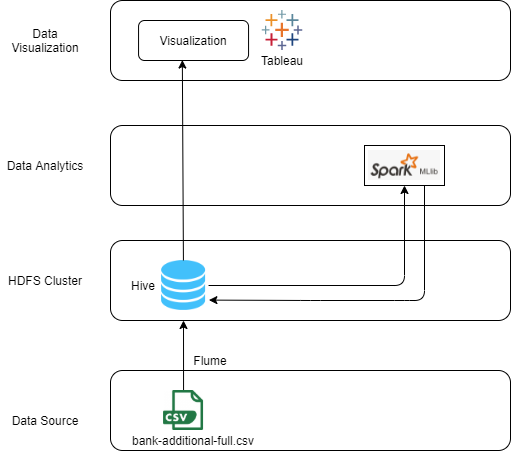 Data
Visualization
Visualization
Tableau
Data Analytics
Spark
MLlib
HDFS Cluster
Hive
Flume
Data Source
CSV
bank-additional-full.csv